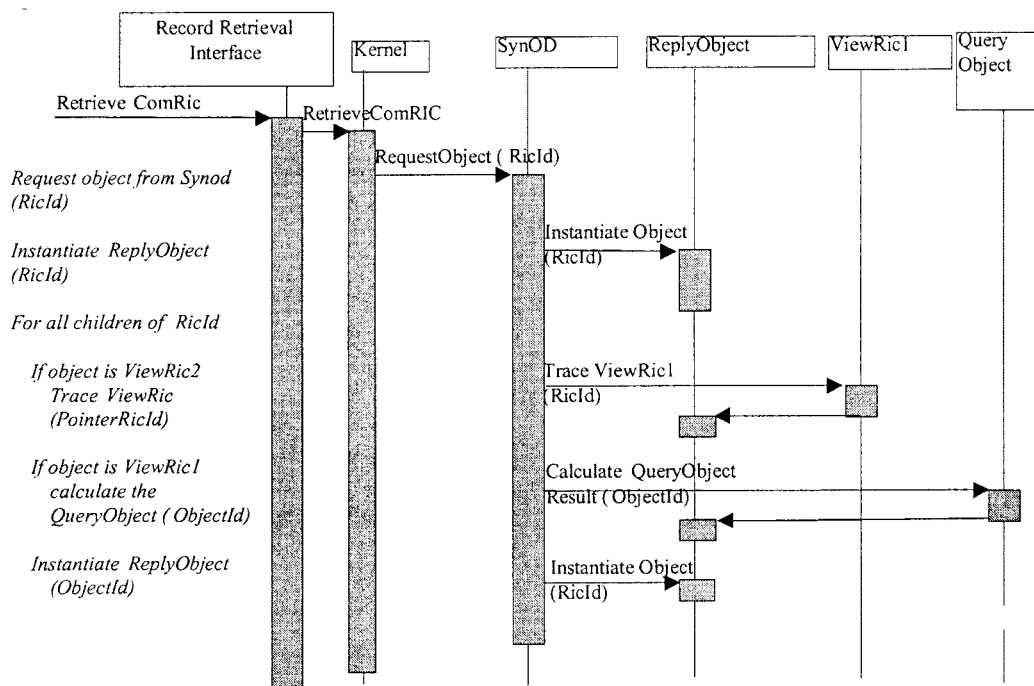 Record Retrieval
Interface
Kernel
SynOD
ReplyObject
ViewRic1
Query
Object
Retrieve ComRic
RetrieveComRIC
RequestObject ( RicId)
Request object from Synod
(RicId)
Instantiate Object
(RicId)
Instantiate ReplyObject
(RicId)
For all children of RicId
If object is ViewRic2
Trace ViewRic
(PointerRicId)
Trace ViewRic1
(RicId)
If object is ViewRic1
calculate the
QueryObject ( ObjectId)
Calculate QueryObject
Result ( ObjectId)
Instantiate ReplyObject
(ObjectId)
Instantiate Object
(RicId)